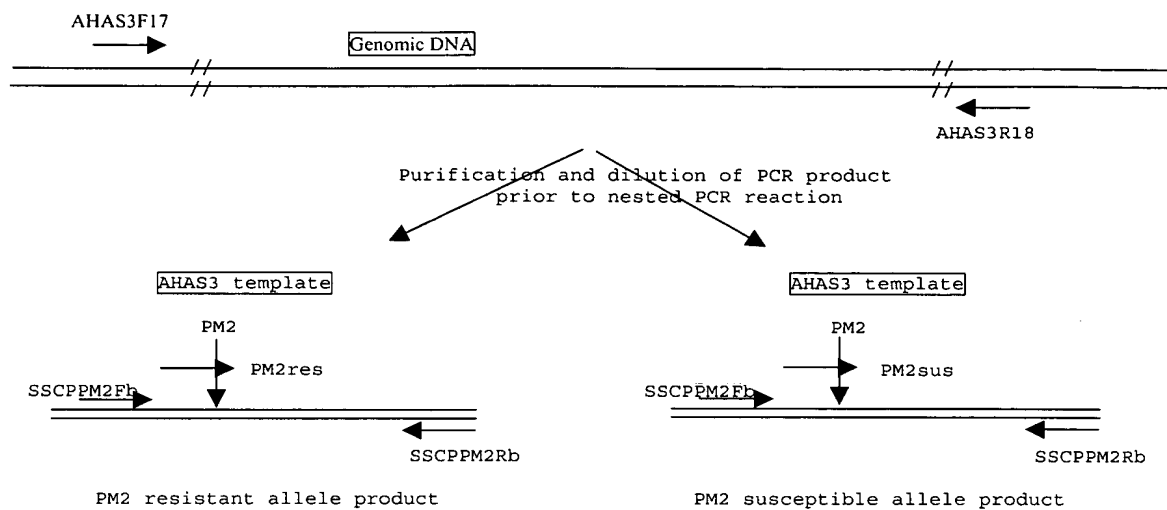 AHAS3F17
Genomic DNA
AHAS3R18
Purification and dilution of PCR product
prior to nested PCR reaction
AHAS3 template
AHAS3 template
PM2
PM2
PM2res
PM2sus
SSCPPM2Fb
SSCPPM2Fb
SSCPPM2Rb
SSCPPM2Rb
PM2 resistant allele product
PM2 susceptible allele product